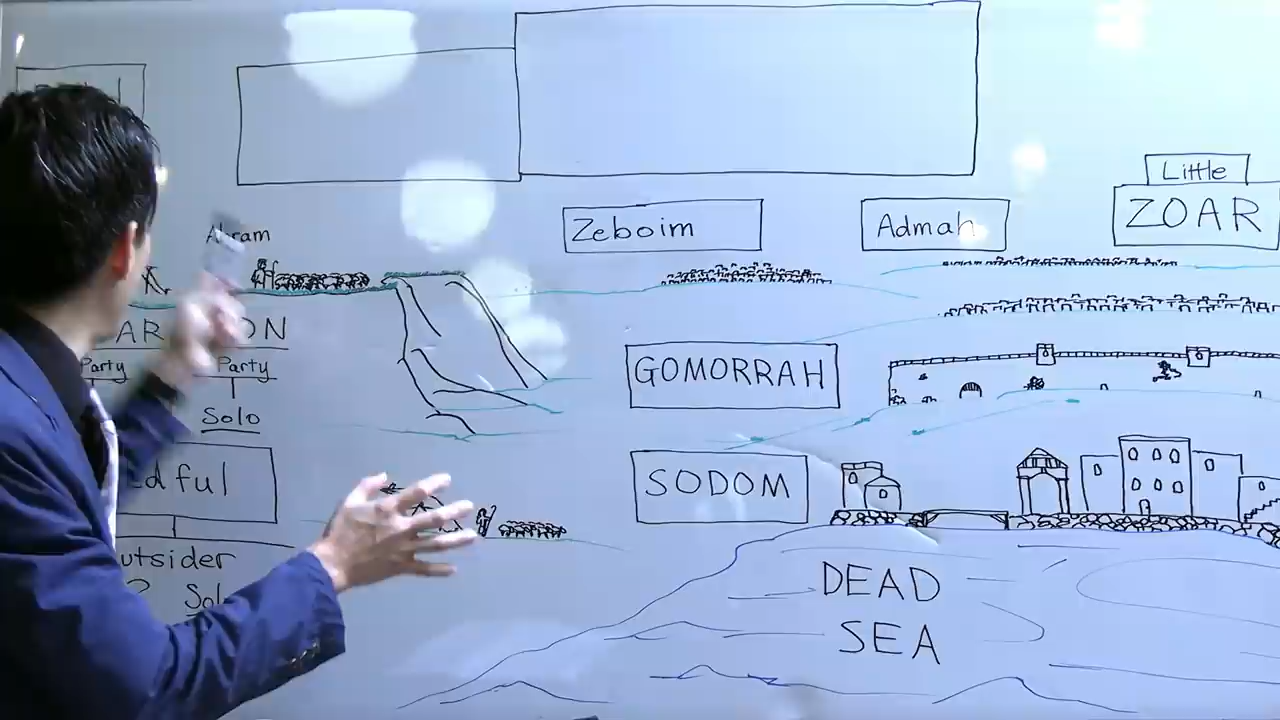 Little
ZOAR
Zeboim
Admah
Abram
Party
Party
Solo
GOMORRAH
SODOM
DEAD
SEA